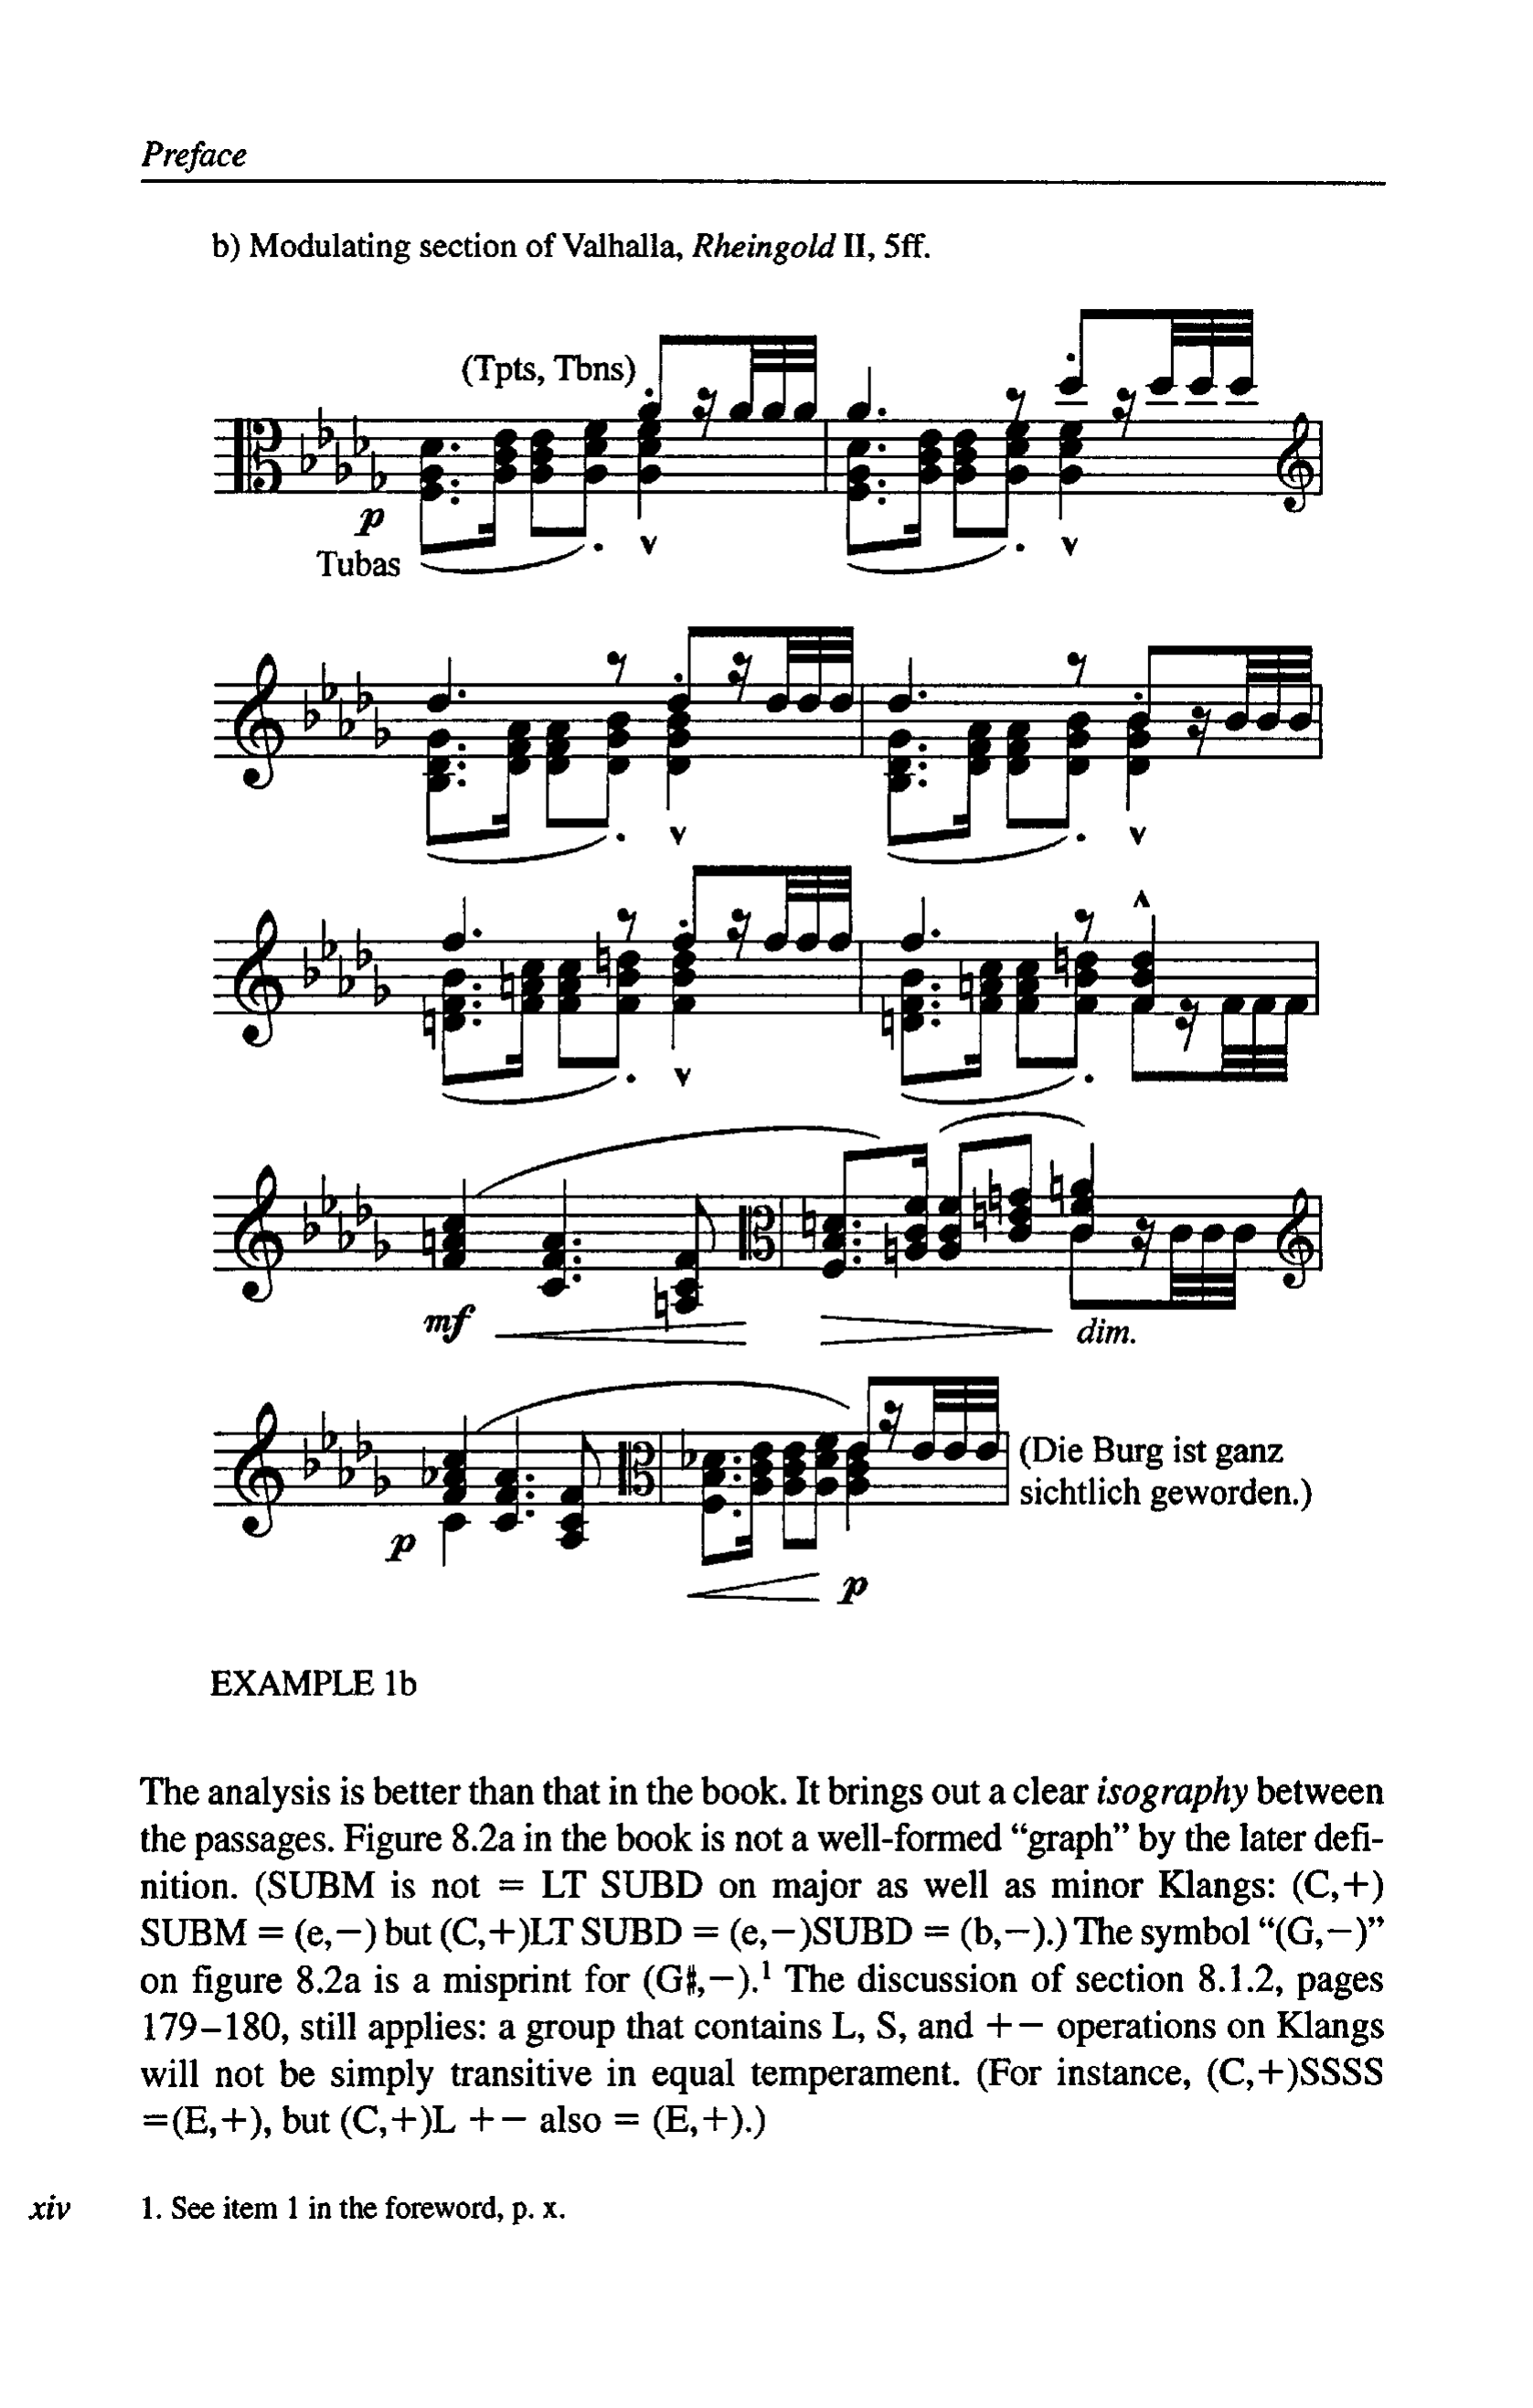 Preface
b) Modulating section of Valhalla, Rheingold II, 5ff.
(Tpts, Tbns)
p
Tubas
mf
dim.
(Die Burg ist ganz
sichtlich geworden.)
p
p
EXAMPLE 1b
The analysis is better than that in the book. It brings out a clear isography between
the passages. Figure 8.2a in the book is not a well-formed “graph” by the later defi-
nition. (SUBM is not = LT SUBD on major as well as minor Klangs: (C,+)
SUBM = (e,−) but (C,+)LT SUBD = (e,−)SUBD = (b,−).) The symbol “(G,−)”
on figure 8.2a is a misprint for (G♯,−).¹ The discussion of section 8.1.2, pages
179–180, still applies: a group that contains L, S, and +− operations on Klangs
will not be simply transitive in equal temperament. (For instance, (C,+)SSSS
=(E,+), but (C,+)L +− also = (E,+).)
xiv 1. See item 1 in the foreword, p. x.